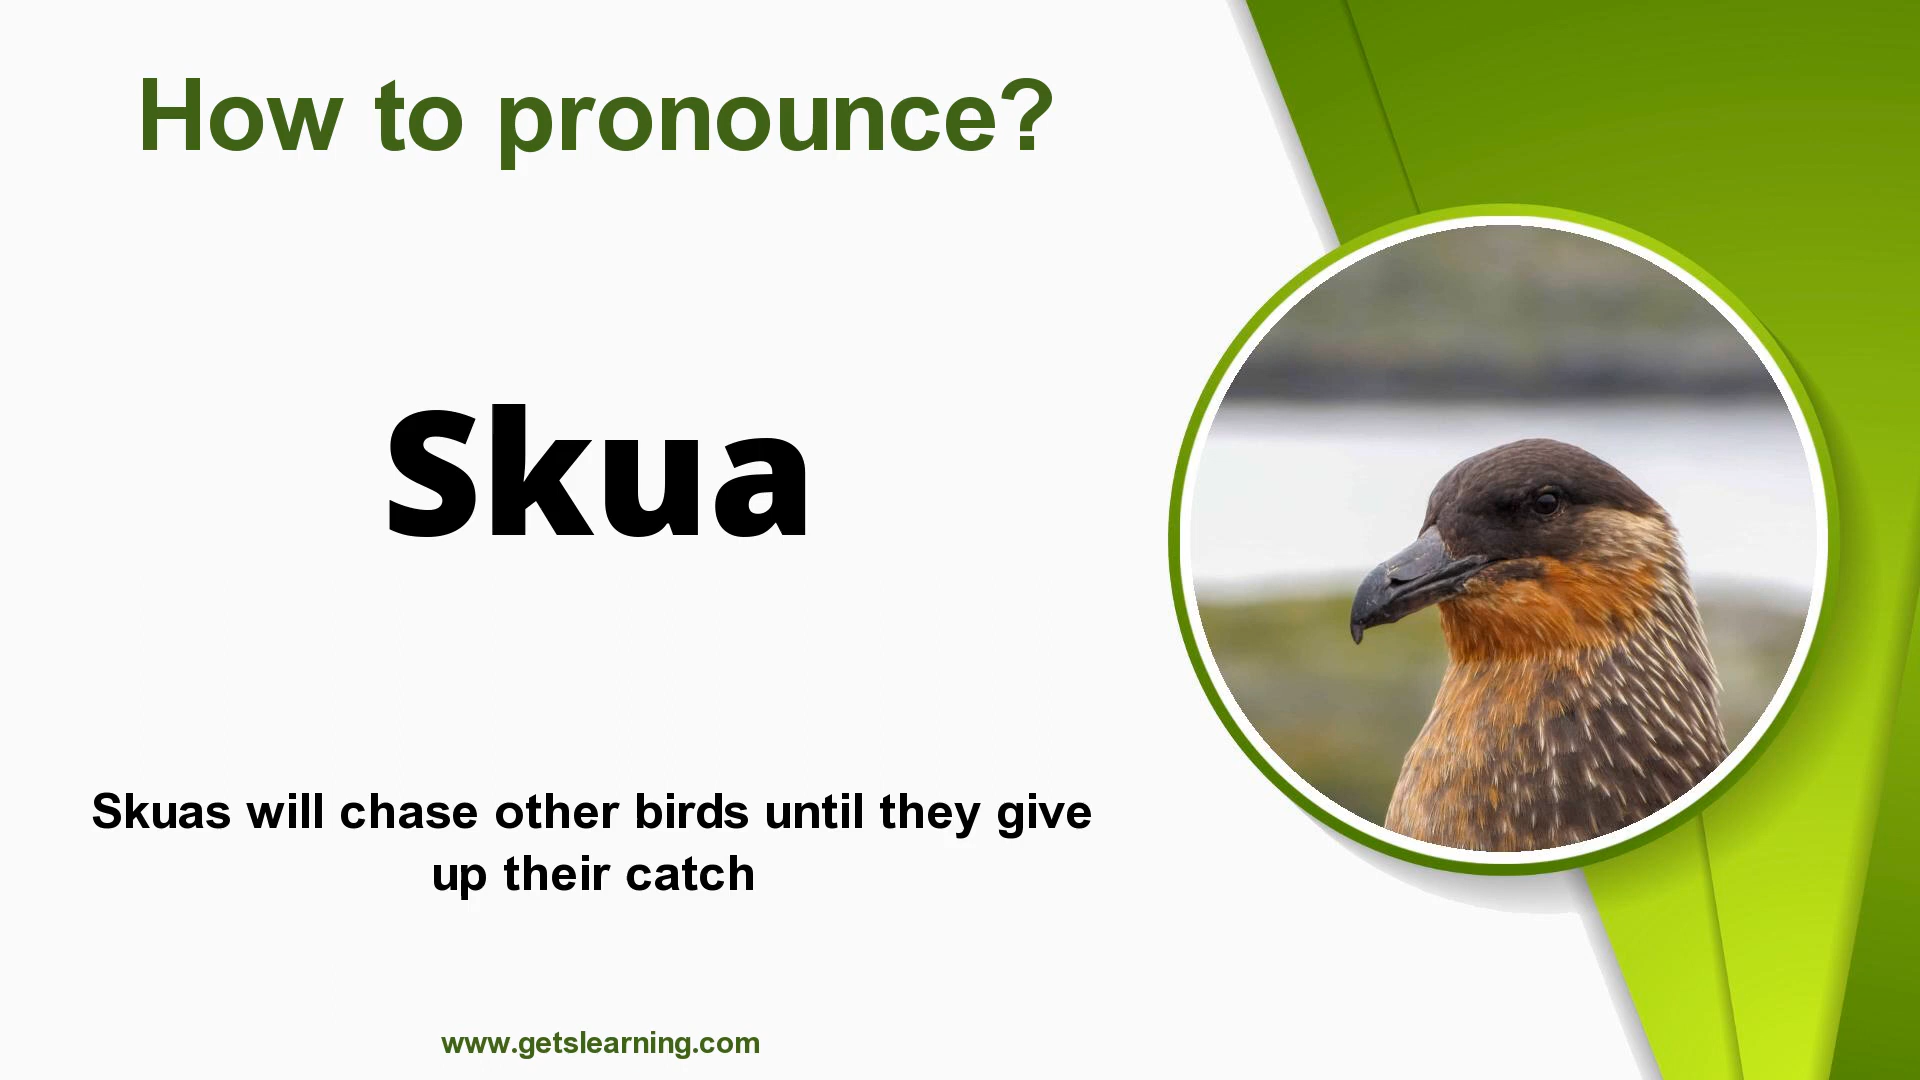 How to pronounce?
Skua
Skuas will chase other birds until they give
up their catch
www.getslearning.com